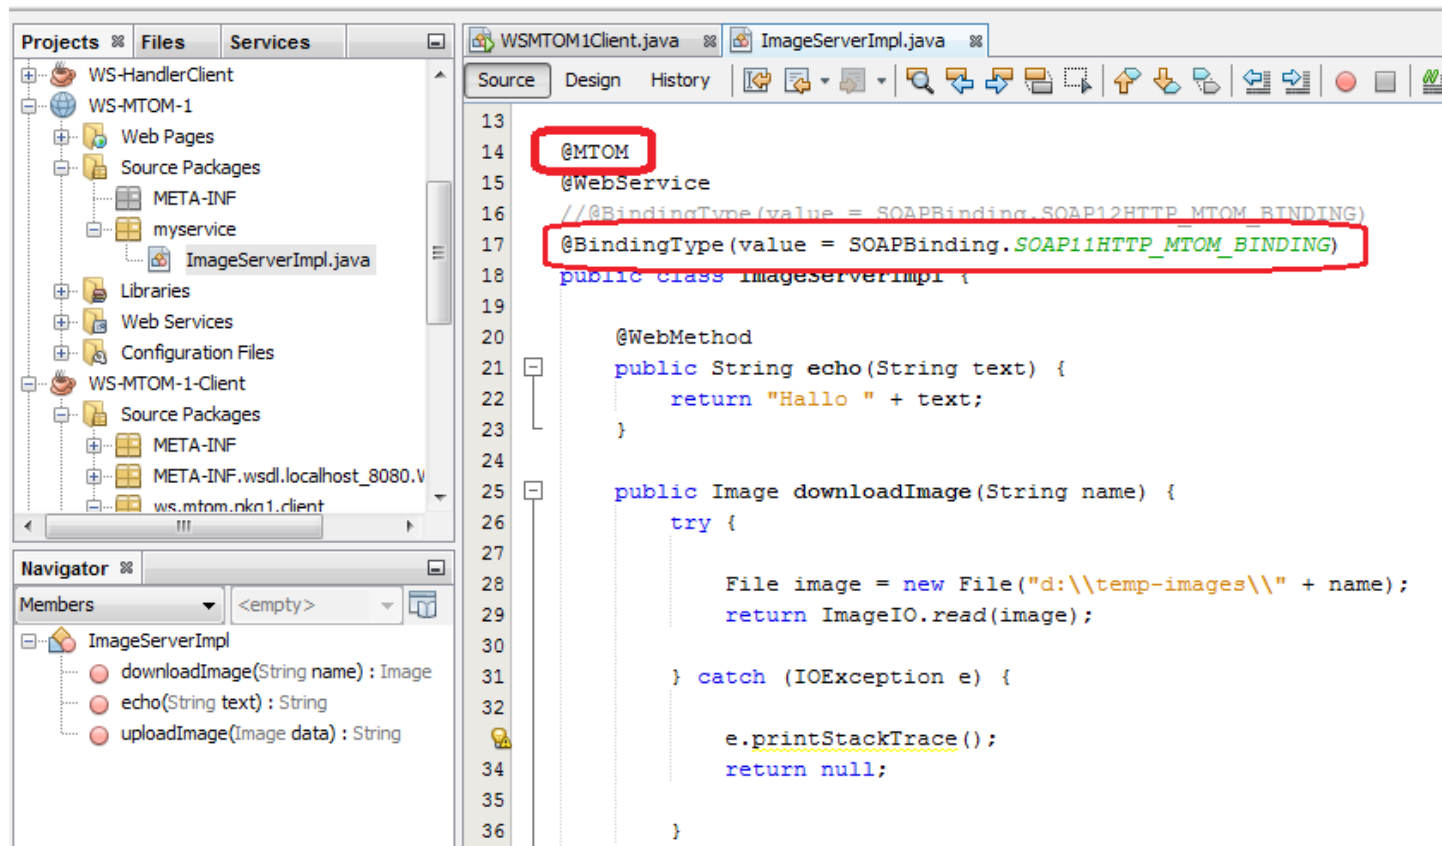 Projects Files Services
WS-HandlerClient
WS-MTOM-1
Web Pages
Source Packages
META-INF
myservice
ImageServerImpl.java
Libraries
Web Services
Configuration Files
WS-MTOM-1-Client
Source Packages
META-INF
META-INF.wsdl.localhost_8080.
ws.mtom.pkg1.client
Navigator
Members <empty>
ImageServerImpl
downloadImage(String name) : Image
echo(String text) : String
uploadImage(Image data) : String
WSMTOM1Client.java ImageServerImpl.java
Source Design History
13
14 @MTOM
15 @WebService
16 //@BindingType(value = SOAPBinding.SOAP12HTTP_MTOM_BINDING)
17 @BindingType(value = SOAPBinding.SOAP11HTTP_MTOM_BINDING)
18 public class ImageServerImpl {
19
20 @WebMethod
21 public String echo(String text) {
22 return "Hallo " + text;
23 }
24
25 public Image downloadImage(String name) {
26 try {
27
28 File image = new File("d:\\temp-images\\" + name);
29 return ImageIO.read(image);
30
31 } catch (IOException e) {
32
e.printStackTrace();
34 return null;
35
36 }